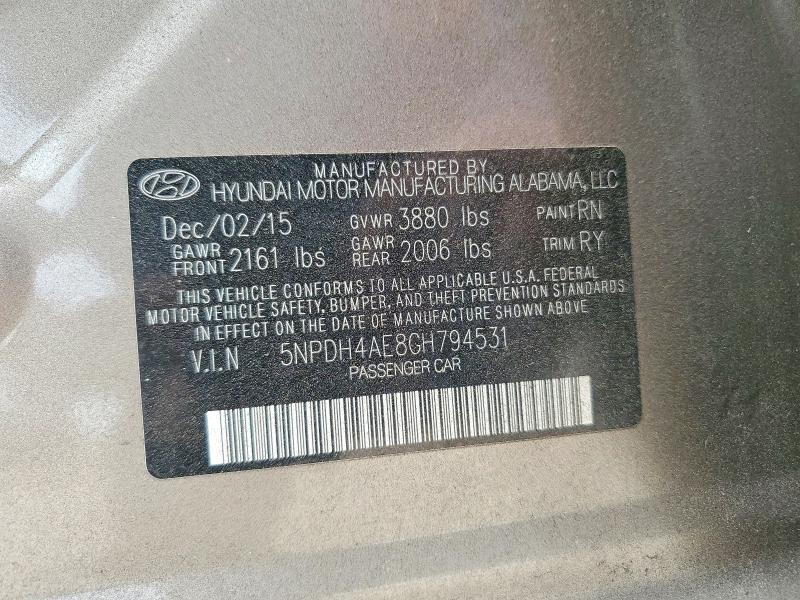 MANUFACTURED BY
HYUNDAI MOTOR MANUFACTURING ALABAMA, LLC
Dec/02/15 GVWR 3880 lbs PAINT RN
GAWR FRONT 2161 lbs GAWR REAR 2006 lbs TRIM RY
THIS VEHICLE CONFORMS TO ALL APPLICABLE U.S.A. FEDERAL
MOTOR VEHICLE SAFETY, BUMPER, AND THEFT PREVENTION STANDARDS
IN EFFECT ON THE DATE OF MANUFACTURE SHOWN ABOVE
V.I.N 5NPDH4AE8GH794531
PASSENGER CAR